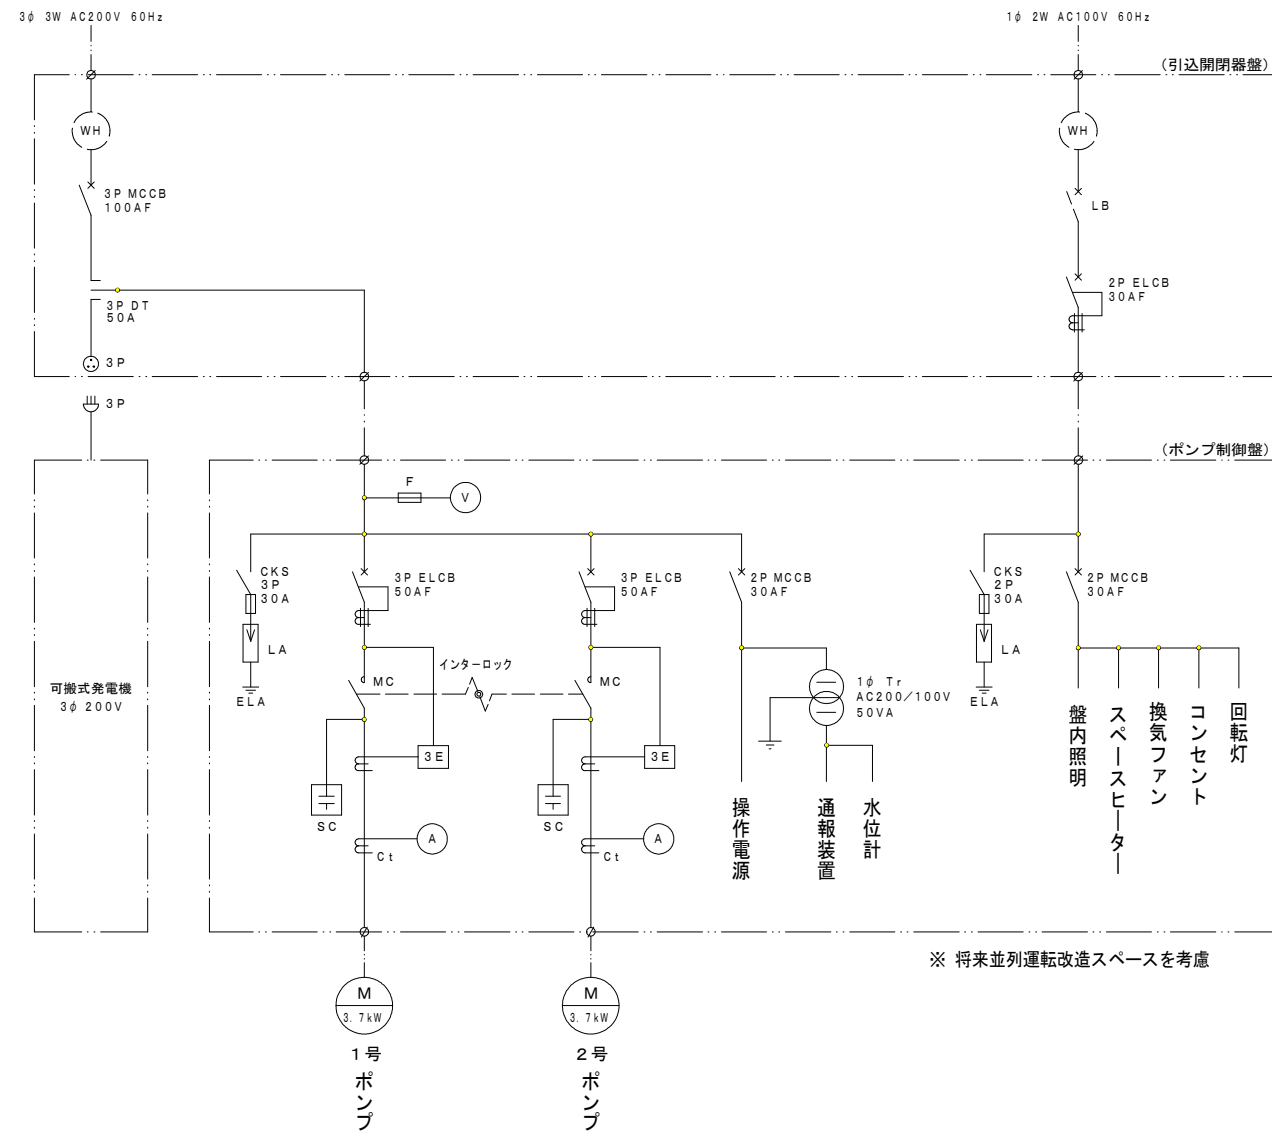 3φ 3W AC200V 60Hz
1φ 2W AC100V 60Hz
(引込開閉器盤)
WH
WH
3P MCCB
100AF
LB
2P ELCB
30AF
3P DT
50A
3P
3P
(ポンプ制御盤)
F
V
CKS
3P
30A
3P ELCB
50AF
3P ELCB
50AF
2P MCCB
30AF
CKS
2P
30A
2P MCCB
30AF
LA
LA
ELA
ELA
インターロック
MC
MC
1φ Tr
AC200/100V
50VA
可搬式発電機
3φ 200V
3E
3E
SC
SC
A
A
Ct
Ct
操作電源
通報装置
水位計
盤内照明
スペースヒーター
換気ファン
コンセント
回転灯
※ 将来並列運転改造スペースを考慮
M
3.7kW
M
3.7kW
1号
ポンプ
2号
ポンプ